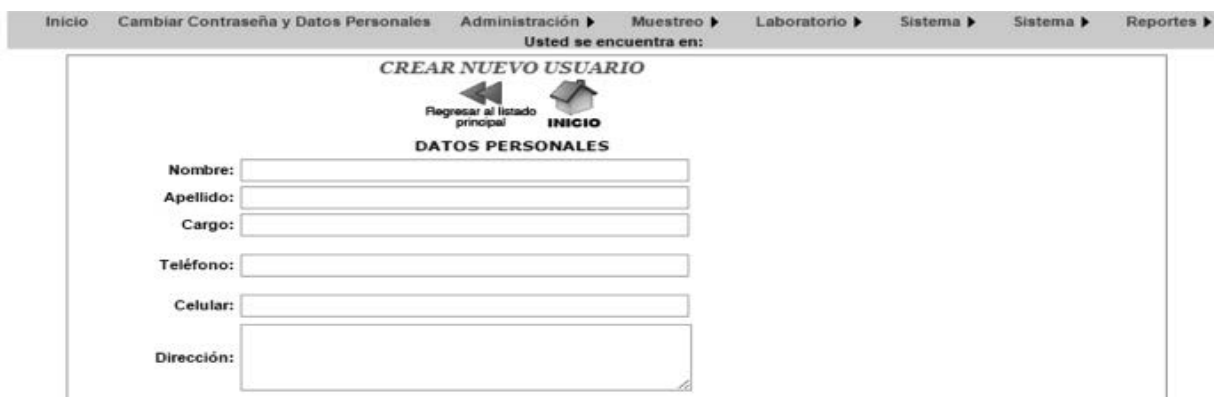 Inicio Cambiar Contraseña y Datos Personales Administración Muestreo Laboratorio Sistema Sistema Reportes
Usted se encuentra en:
CREAR NUEVO USUARIO
Regresar al listado principal
INICIO
DATOS PERSONALES
Nombre:
Apellido:
Cargo:
Teléfono:
Celular:
Dirección: